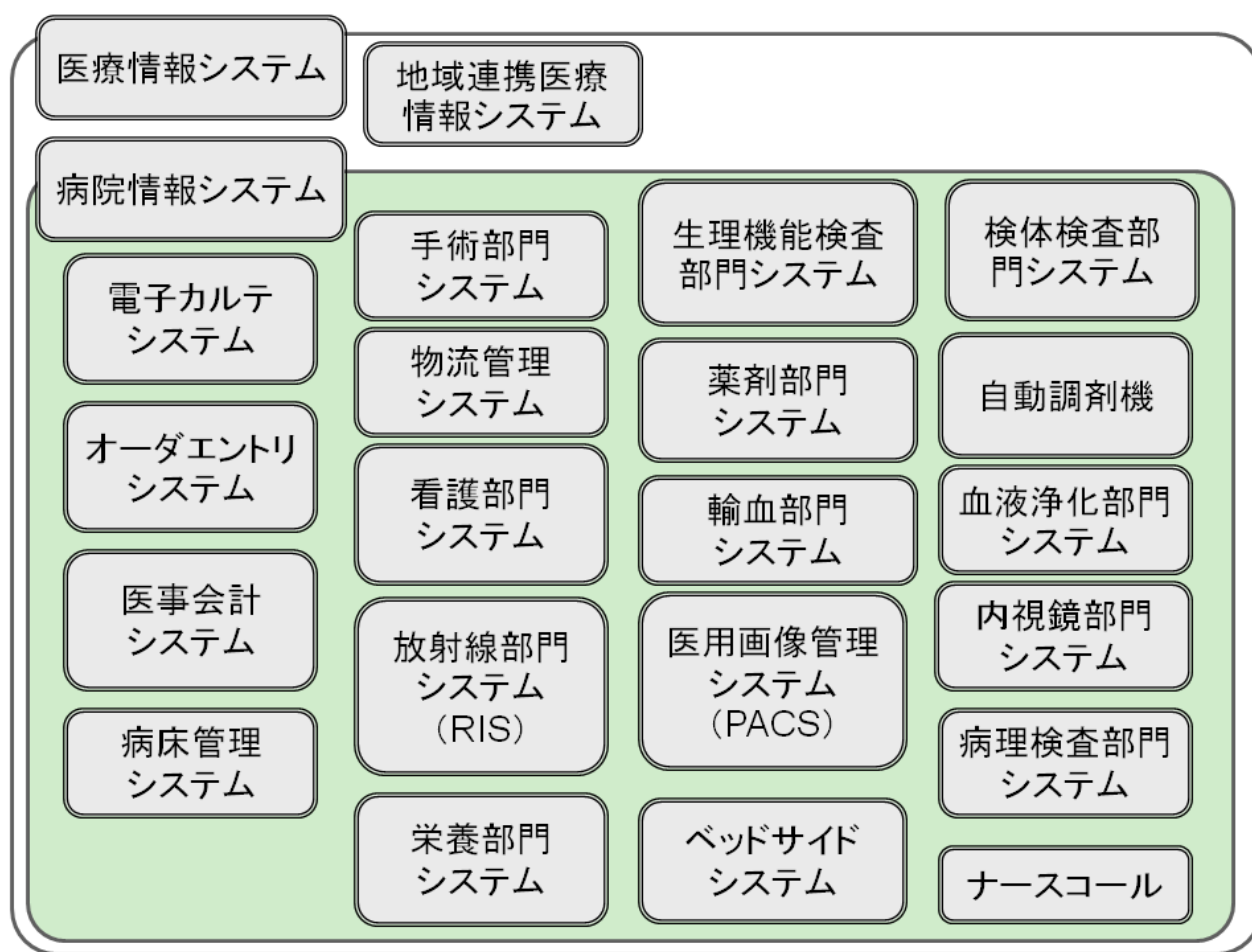 医療情報システム
地域連携医療
情報システム
病院情報システム
電子カルテ
システム
オーダエントリ
システム
医事会計
システム
病床管理
システム
手術部門
システム
物流管理
システム
看護部門
システム
放射線部門
システム
(RIS)
栄養部門
システム
生理機能検査
部門システム
薬剤部門
システム
輸血部門
システム
医用画像管理
システム
(PACS)
ベッドサイド
システム
検体検査部
門システム
自動調剤機
血液浄化部門
システム
内視鏡部門
システム
病理検査部門
システム
ナースコール